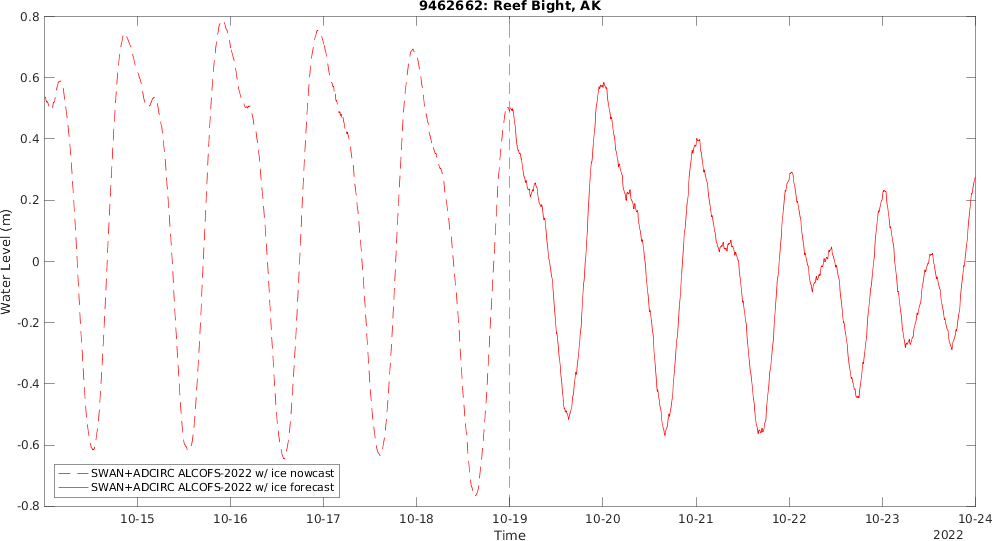 9462662: Reef Bight, AK
Water Level (m)
0.8
0.6
0.4
0.2
0
-0.2
-0.4
-0.6
-0.8
SWAN+ADCIRC ALCOFS-2022 w/ ice nowcast
SWAN+ADCIRC ALCOFS-2022 w/ ice forecast
10-15 10-16 10-17 10-18 10-19 10-20 10-21 10-22 10-23 10-24
Time
2022